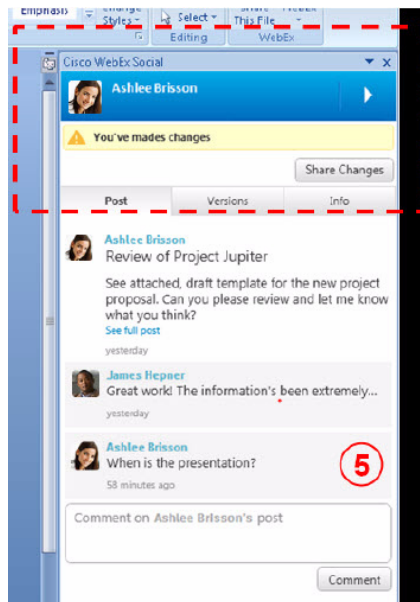 Emphasis
Change
Styles
Select
Share
WebEx
This File
Editing
WebEx
Cisco WebEx Social
x
Ashlee Brisson
You've mades changes
Share Changes
Post Versions Info
Ashlee Brisson
Review of Project Jupiter
See attached, draft template for the new project
proposal. Can you please review and let me know
what you think?
See full post
yesterday
James Hepner
Great work! The information's been extremely...
yesterday
Ashlee Brisson
When is the presentation?
5
58 minutes ago
Comment on Ashlee Brisson's post
Comment